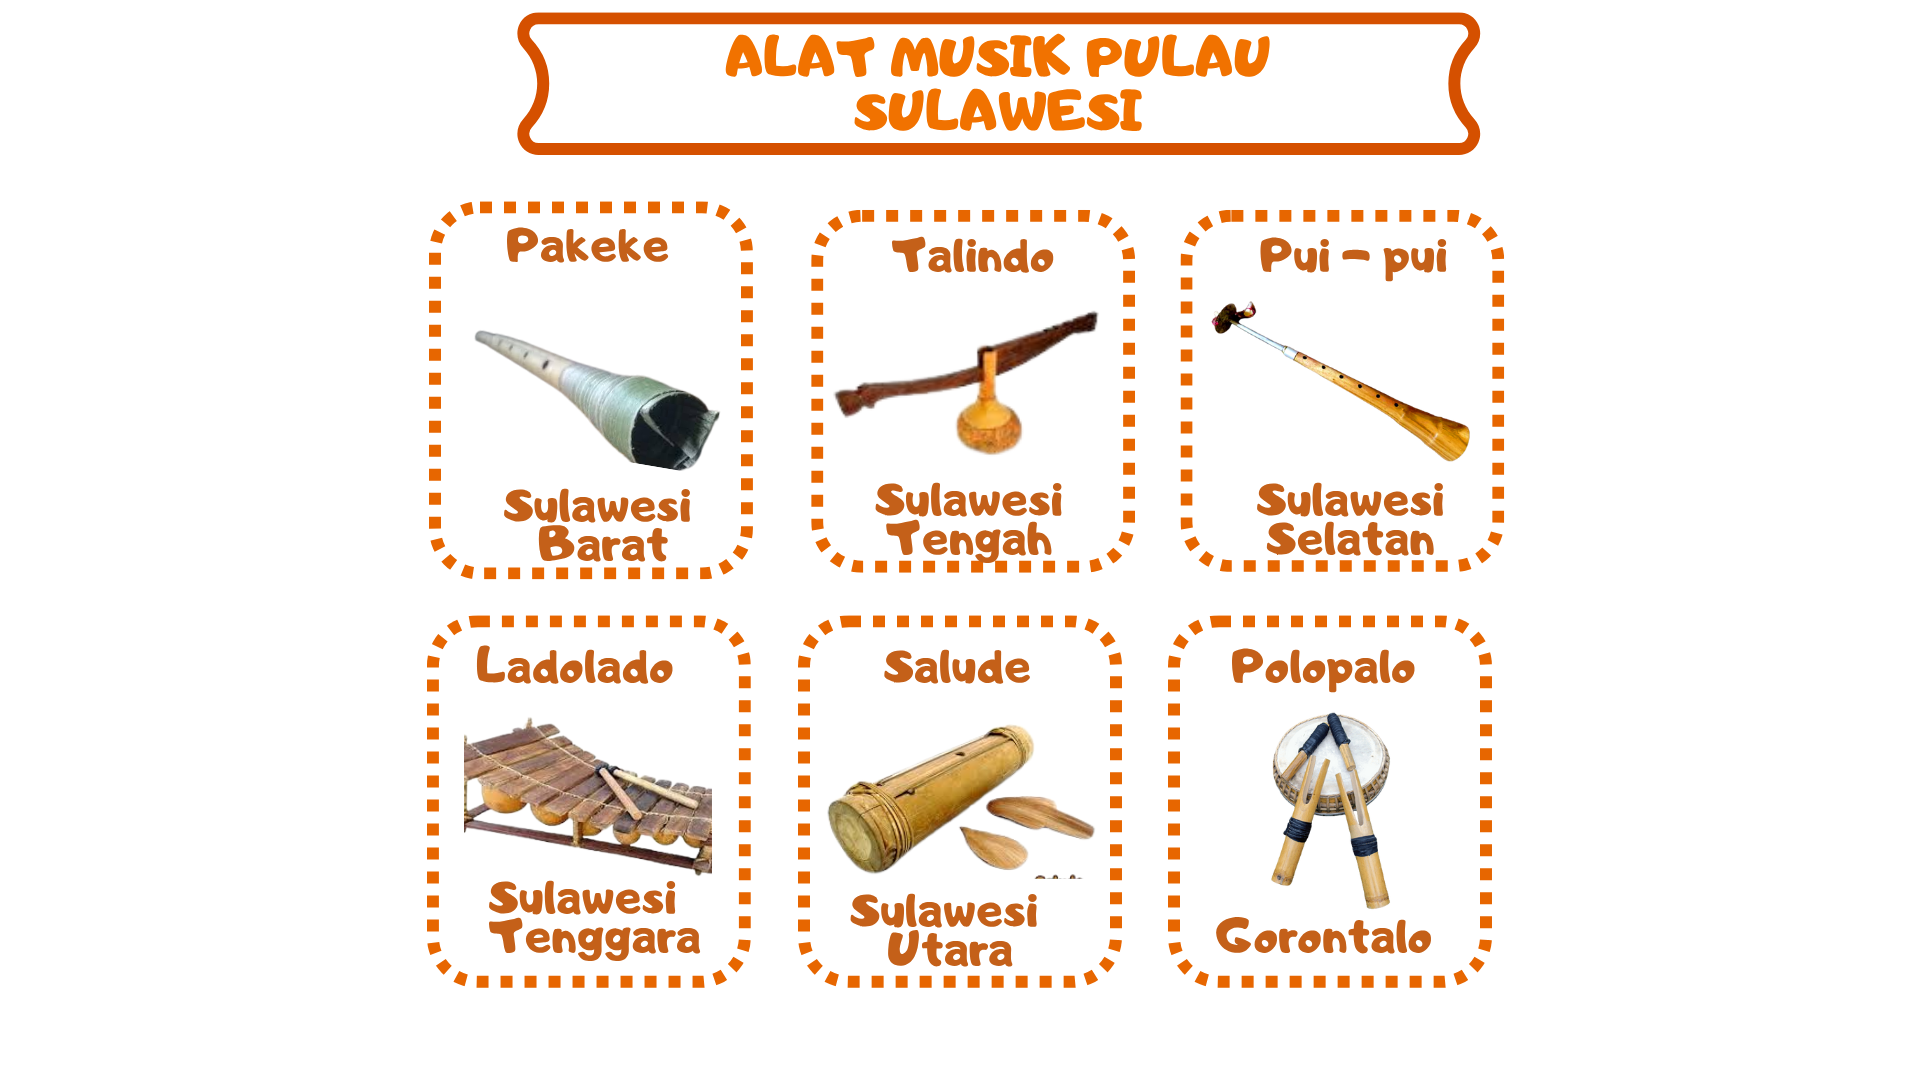 ALAT MUSIK PULAU
SULAWESI
Pakeke
Sulawesi
Barat
Talindo
Sulawesi
Tengah
Pui - pui
Sulawesi
Selatan
Ladolado
Sulawesi
Tenggara
Salude
Sulawesi
Utara
Polopalo
Gorontalo